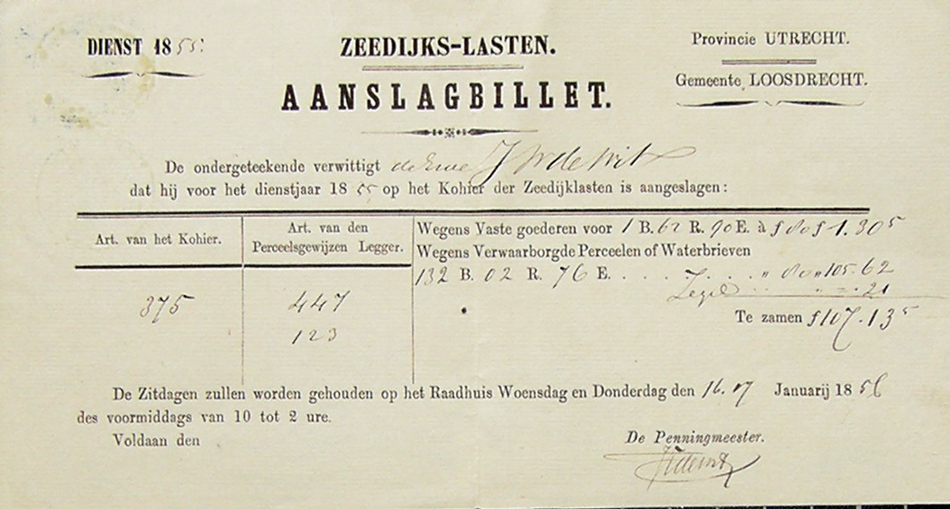 DIENST 1855.
ZEEDIJKS-LASTEN.
Provincie UTRECHT.
Gemeente LOOSDRECHT.
AANSLAGBILLET.
De ondergeteekende verwittigt J W de Wit
dat hij voor het dienstjaar 1855 op het Kohier der Zeedijklasten is aangeslagen:
Art. van het Kohier.
375
Art. van den
Perceelsgewijzen Legger.
447
123
Wegens Vaste goederen voor 1 B. 62 R. 90 E. à f 80 f 1.305
Wegens Verwaarborgde Perceelen of Waterbrieven
132 B. 02 R. 76 E. . . . . . . „ 80 „ 105.62
Zegel . . „ - . 21
Te zamen f 107.135
De Zitdagen zullen worden gehouden op het Raadhuis Woensdag en Donderdag den 16.17 Januarij 1856
des voormiddags van 10 tot 2 ure.
Voldaan den
De Penningmeester.